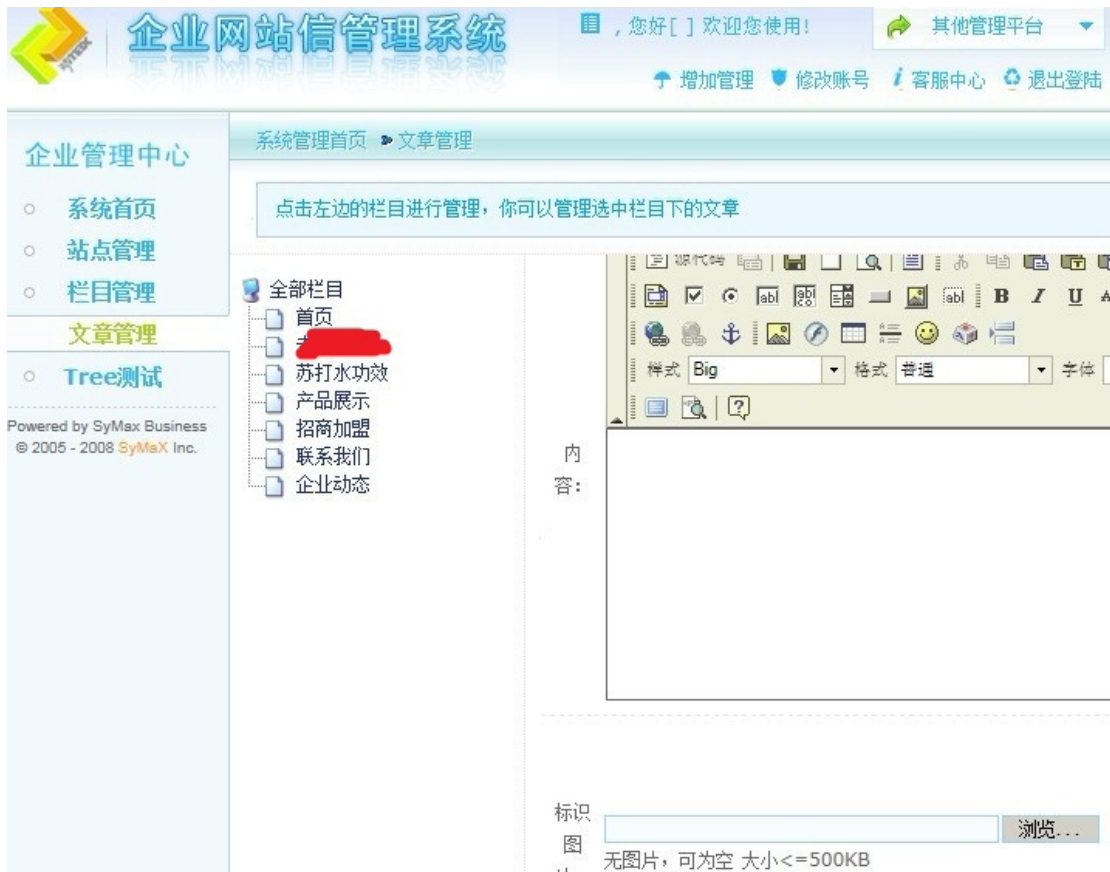 企业网站信管理系统
,您好[ ]欢迎您使用!
其他管理平台
增加管理 修改账号 客服中心 退出登陆
symax
企业管理中心
系统首页
站点管理
栏目管理
文章管理
Tree测试
Powered by SyMax Business
© 2005 - 2008 SyMaX Inc.
系统管理首页 » 文章管理
点击左边的栏目进行管理，你可以管理选中栏目下的文章
全部栏目
首页
苏打水功效
产品展示
招商加盟
联系我们
企业动态
源代码
B I U
样式 Big 格式 普通 字体
内
容:
标识
图
浏览...
无图片，可为空 大小<=500KB